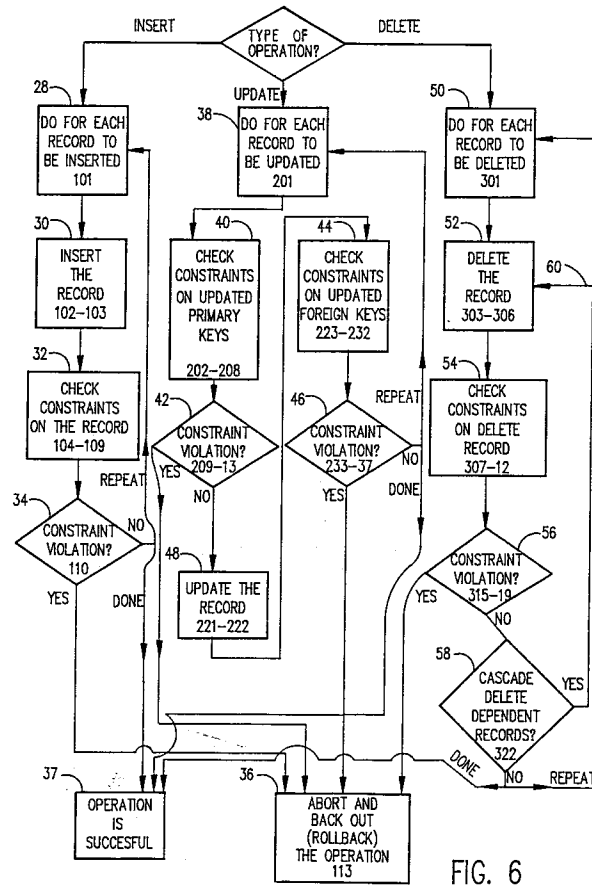 INSERT
TYPE OF
OPERATION?
DELETE
UPDATE
28
DO FOR EACH
RECORD TO
BE INSERTED
101
38
DO FOR EACH
RECORD TO
BE UPDATED
201
50
DO FOR EACH
RECORD TO
BE DELETED
301
30
INSERT
THE
RECORD
102-103
40
CHECK
CONSTRAINTS
ON UPDATED
PRIMARY
KEYS
202-208
44
CHECK
CONSTRAINTS
ON UPDATED
FOREIGN KEYS
223-232
52
DELETE
THE
RECORD
303-306
60
32
CHECK
CONSTRAINTS
ON THE RECORD
104-109
42
CONSTRAINT
VIOLATION?
209-13
YES
NO
46
CONSTRAINT
VIOLATION?
233-37
YES
NO
REPEAT
DONE
54
CHECK
CONSTRAINTS
ON DELETE
RECORD
307-12
34
CONSTRAINT
VIOLATION?
110
REPEAT
NO
YES
DONE
48
UPDATE THE
RECORD
221-222
56
CONSTRAINT
VIOLATION?
315-19
YES
NO
58
CASCADE
DELETE
DEPENDENT
RECORDS?
322
YES
NO
DONE
REPEAT
37
OPERATION
IS
SUCCESFUL
36
ABORT AND
BACK OUT
(ROLLBACK)
THE OPERATION
113
FIG. 6